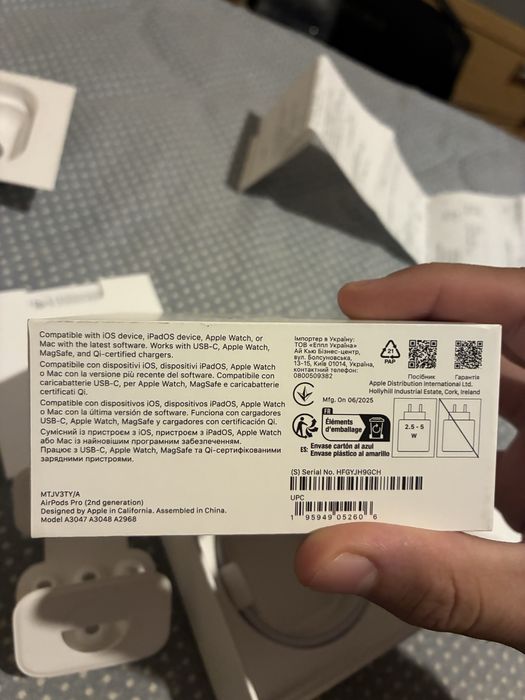 Compatible with iOS device, iPadOS device, Apple Watch, or
Mac with the latest software. Works with USB-C, Apple Watch,
MagSafe, and Qi-certified chargers.
Compatibile con dispositivi iOS, dispositivi iPadOS, Apple Watch
o Mac con la versione più recente del software. Compatibile con
caricabatterie USB-C, per Apple Watch, MagSafe e caricabatterie
certificati Qi.
Compatibles con dispositivos iOS, dispositivos iPadOS, Apple Watch
o Mac con la última versión de software. Funciona con cargadores
USB-C, Apple Watch, MagSafe y cargadores con certificación Qi.
Сумісний із пристроєм з iOS, пристроєм з iPadOS, Apple Watch
або Mac із найновішим програмним забезпеченням.
Працює з USB-C, Apple Watch, MagSafe та Qi-сертифікованими
зарядними пристроями.
MTJV3TY/A
AirPods Pro (2nd generation)
Designed by Apple in California. Assembled in China.
Model A3047 A3048 A2968
Імпортер в Україну:
ТОВ «Еппл Україна»
Ай Кью Бізнес-центр,
вул. Болсуновська,
13-15, Київ 01014, Україна,
контактний телефон:
0800509382
21
PAP
Посібник
Гарантія
Apple Distribution International Ltd.
Hollyhill Industrial Estate, Cork, Ireland
Mfg. On 06/2025
FR
Éléments
d'emballage
ES: Envase cartón al azul
Envase plástico al amarillo
2.5 - 5
W
(S) Serial No. HFGYJH9GCH
UPC
1 95949 05260 6